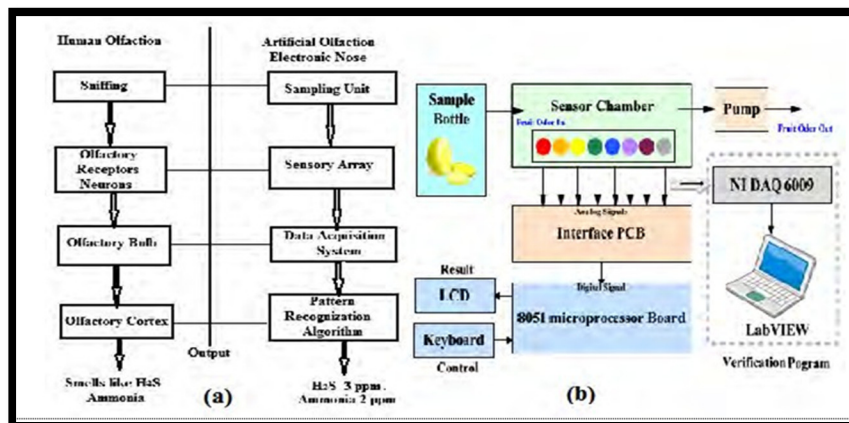 Human Olfaction
Artificial Olfaction
Electronic Nose
Sniffing
Sampling Unit
Olfactory
Receptors
Neurons
Sensory Array
Olfactory Bulb
Data Acquisition
System
Olfactory Cortex
Pattern
Recognization
Algorithm
Output
Smells like H2S
Ammonia
(a)
H2S 3 ppm.
Ammonia 2 ppm
Sample
Bottle
Sensor Chamber
Fruit Odor In
Pump
Fruit Odor Out
Analog Signals
Interface PCB
NI DAQ 6009
LabVIEW
Verification Pogram
Digital Signal
8051 microprocessor Board
Result
LCD
Keyboard
Control
(b)